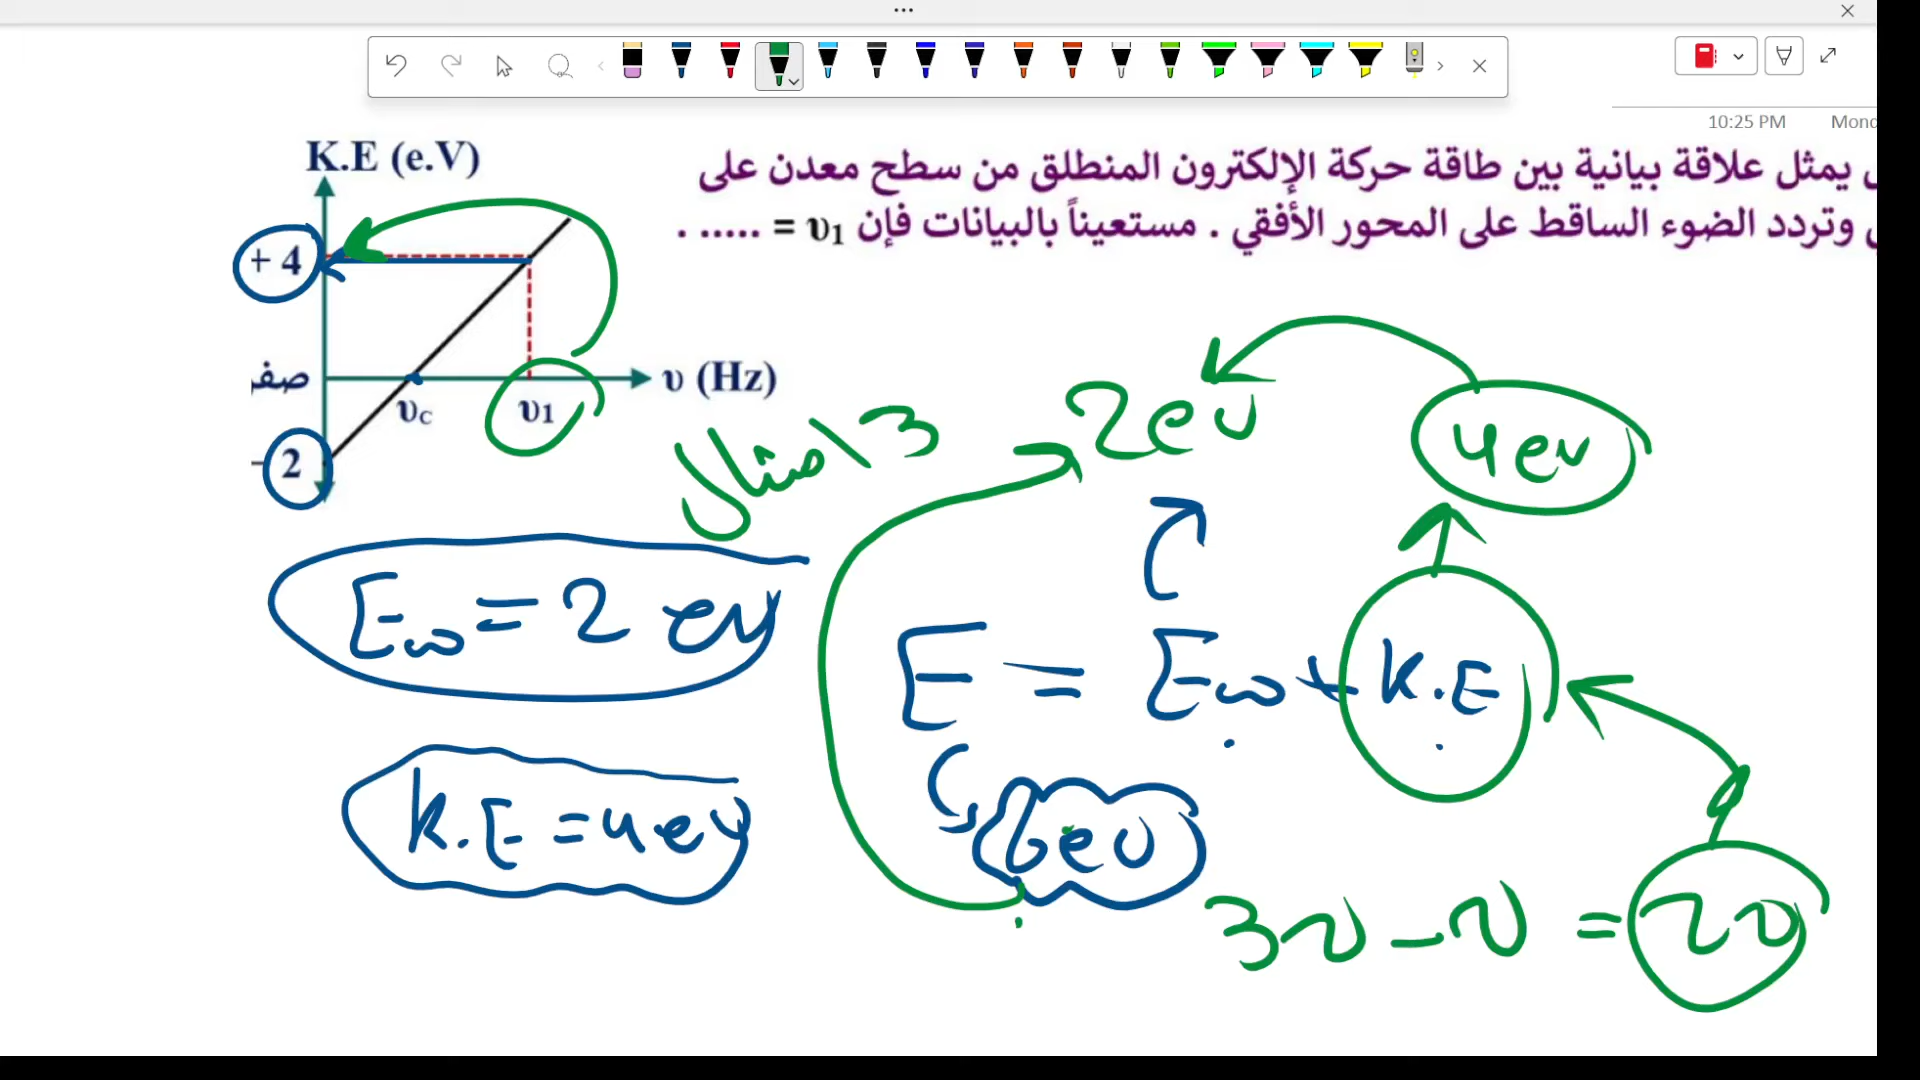 10:25 PM
يمثل علاقة بيانية بين طاقة حركة الإلكترون المنطلق من سطح معدن على
وتردد الضوء الساقط على المحور الأفقي . مستعيناً بالبيانات فإن υ₁ = ..... .
K.E (e.V)
+ 4
صفر
υ (Hz)
υc
υ1
− 2
3 امثال
2ev
4ev
Ew = 2 ev
E = Ew + K.E
K.E = 4ev
6ev
3υ − υ = 2υ